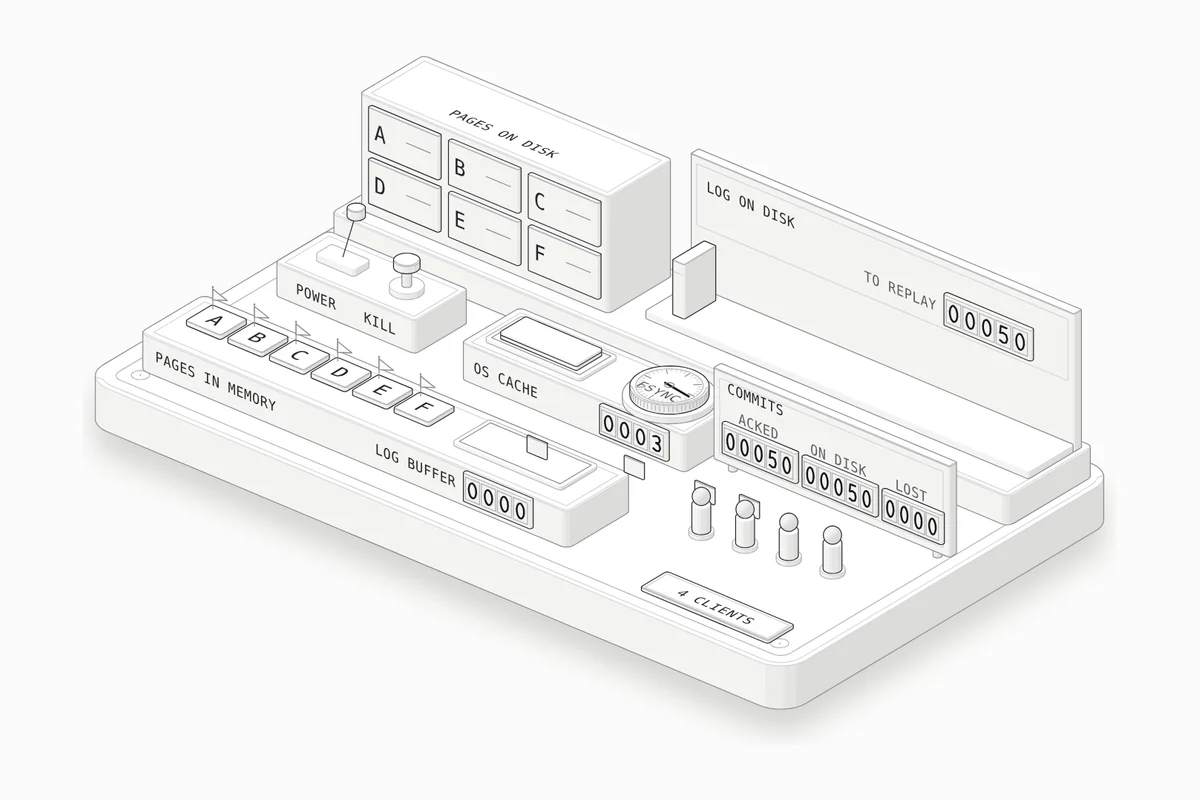 PAGES ON DISK
A
B
C
D
E
F
LOG ON DISK
TO REPLAY
00050
POWER
KILL
A
B
C
D
E
F
PAGES IN MEMORY
OS CACHE
FSYNC
0003
LOG BUFFER
0000
COMMITS
ACKED
00050
ON DISK
00050
LOST
0000
4 CLIENTS